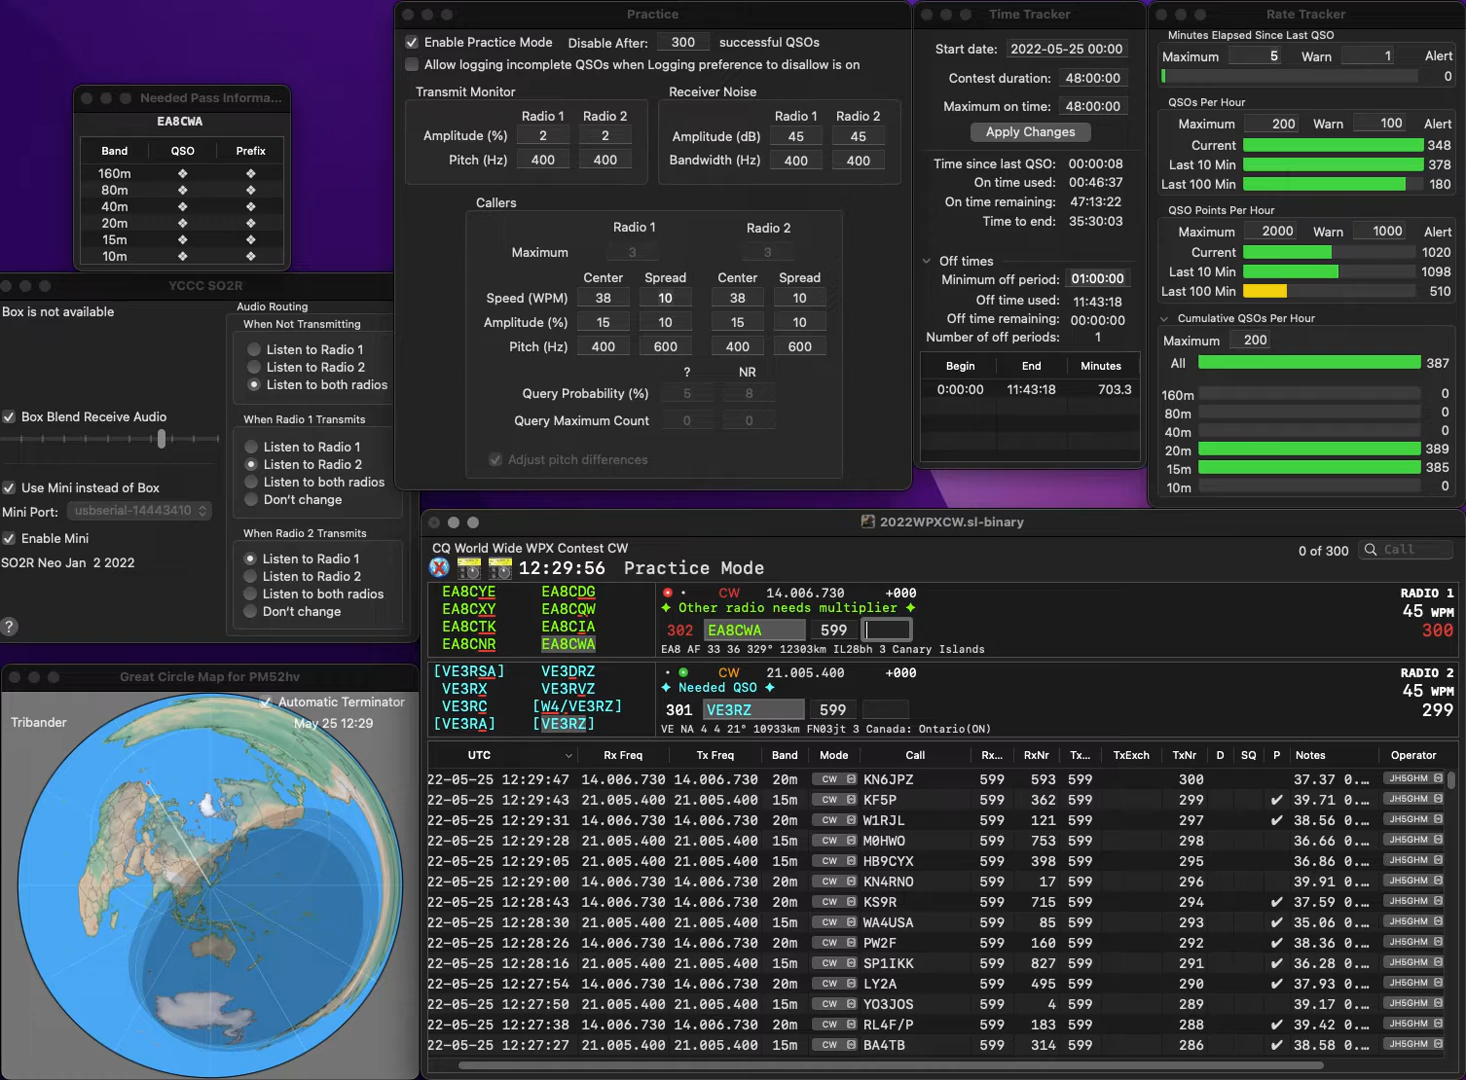 Needed Pass Informa...
EA8CWA
Band QSO Prefix
160m ❖ ❖
80m ❖ ❖
40m ❖ ❖
20m ❖ ❖
15m ❖ ❖
10m ❖ ❖
YCCC SO2R
Box is not available
Box Blend Receive Audio
Use Mini instead of Box
Mini Port: usbserial-14443410
Enable Mini
SO2R Neo Jan 2 2022
?
Audio Routing
When Not Transmitting
Listen to Radio 1
Listen to Radio 2
Listen to both radios
When Radio 1 Transmits
Listen to Radio 1
Listen to Radio 2
Listen to both radios
Don't change
When Radio 2 Transmits
Listen to Radio 1
Listen to Radio 2
Listen to both radios
Don't change
Great Circle Map for PM52hv
Automatic Terminator
Tribander
May 25 12:29
Practice
Enable Practice Mode Disable After: 300 successful QSOs
Allow logging incomplete QSOs when Logging preference to disallow is on
Transmit Monitor
Radio 1 Radio 2
Amplitude (%) 2 2
Pitch (Hz) 400 400
Receiver Noise
Radio 1 Radio 2
Amplitude (dB) 45 45
Bandwidth (Hz) 400 400
Callers
Radio 1 Radio 2
Maximum 3 3
Center Spread Center Spread
Speed (WPM) 38 10 38 10
Amplitude (%) 15 10 15 10
Pitch (Hz) 400 600 400 600
? NR
Query Probability (%) 5 8
Query Maximum Count 0 0
Adjust pitch differences
Time Tracker
Start date: 2022-05-25 00:00
Contest duration: 48:00:00
Maximum on time: 48:00:00
Apply Changes
Time since last QSO: 00:00:08
On time used: 00:46:37
On time remaining: 47:13:22
Time to end: 35:30:03
Off times
Minimum off period: 01:00:00
Off time used: 11:43:18
Off time remaining: 00:00:00
Number of off periods: 1
Begin End Minutes
0:00:00 11:43:18 703.3
Rate Tracker
Minutes Elapsed Since Last QSO
Maximum 5 Warn 1 Alert
0
QSOs Per Hour
Maximum 200 Warn 100 Alert
Current 348
Last 10 Min 378
Last 100 Min 180
QSO Points Per Hour
Maximum 2000 Warn 1000 Alert
Current 1020
Last 10 Min 1098
Last 100 Min 510
Cumulative QSOs Per Hour
Maximum 200
All 387
160m 0
80m 0
40m 0
20m 389
15m 385
10m 0
2022WPXCW.sl-binary
CQ World Wide WPX Contest CW
0 of 300 Call
12:29:56 Practice Mode
EA8CYE EA8CDG
EA8CXY EA8CQW
EA8CTK EA8CIA
EA8CNR EA8CWA
CW 14.006.730 +000
✦ Other radio needs multiplier ✦
302 EA8CWA 599
EA8 AF 33 36 329° 12303km IL28bh 3 Canary Islands
RADIO 1
45 WPM
300
[VE3RSA] VE3DRZ
VE3RX VE3RVZ
VE3RC [W4/VE3RZ]
[VE3RA] [VE3RZ]
CW 21.005.400 +000
✦ Needed QSO ✦
301 VE3RZ 599
VE NA 4 4 21° 10933km FN03jt 3 Canada: Ontario(ON)
RADIO 2
45 WPM
299
UTC Rx Freq Tx Freq Band Mode Call Rx... RxNr Tx... TxExch TxNr D SQ P Notes Operator
22-05-25 12:29:47 14.006.730 14.006.730 20m CW KN6JPZ 599 593 599 300 37.37 0.... JH5GHM
22-05-25 12:29:43 21.005.400 21.005.400 15m CW KF5P 599 362 599 299 ✔ 39.71 0.... JH5GHM
22-05-25 12:29:31 14.006.730 14.006.730 20m CW W1RJL 599 121 599 297 ✔ 38.56 0.... JH5GHM
22-05-25 12:29:28 21.005.400 21.005.400 15m CW M0HWO 599 753 599 298 36.66 0.... JH5GHM
22-05-25 12:29:05 21.005.400 21.005.400 15m CW HB9CYX 599 398 599 295 36.86 0.... JH5GHM
22-05-25 12:29:00 14.006.730 14.006.730 20m CW KN4RNO 599 17 599 296 39.91 0.... JH5GHM
22-05-25 12:28:43 14.006.730 14.006.730 20m CW KS9R 599 715 599 294 ✔ 37.59 0.... JH5GHM
22-05-25 12:28:30 21.005.400 21.005.400 15m CW WA4USA 599 85 599 293 ✔ 35.06 0.... JH5GHM
22-05-25 12:28:26 14.006.730 14.006.730 20m CW PW2F 599 160 599 292 ✔ 38.36 0.... JH5GHM
22-05-25 12:28:16 21.005.400 21.005.400 15m CW SP1IKK 599 827 599 291 ✔ 36.28 0.... JH5GHM
22-05-25 12:27:54 14.006.730 14.006.730 20m CW LY2A 599 495 599 290 ✔ 37.93 0.... JH5GHM
22-05-25 12:27:50 21.005.400 21.005.400 15m CW YO3JOS 599 4 599 289 39.17 0.... JH5GHM
22-05-25 12:27:38 14.006.730 14.006.730 20m CW RL4F/P 599 183 599 288 ✔ 39.42 0.... JH5GHM
22-05-25 12:27:27 21.005.400 21.005.400 15m CW BA4TB 599 314 599 286 ✔ 38.58 0.... JH5GHM